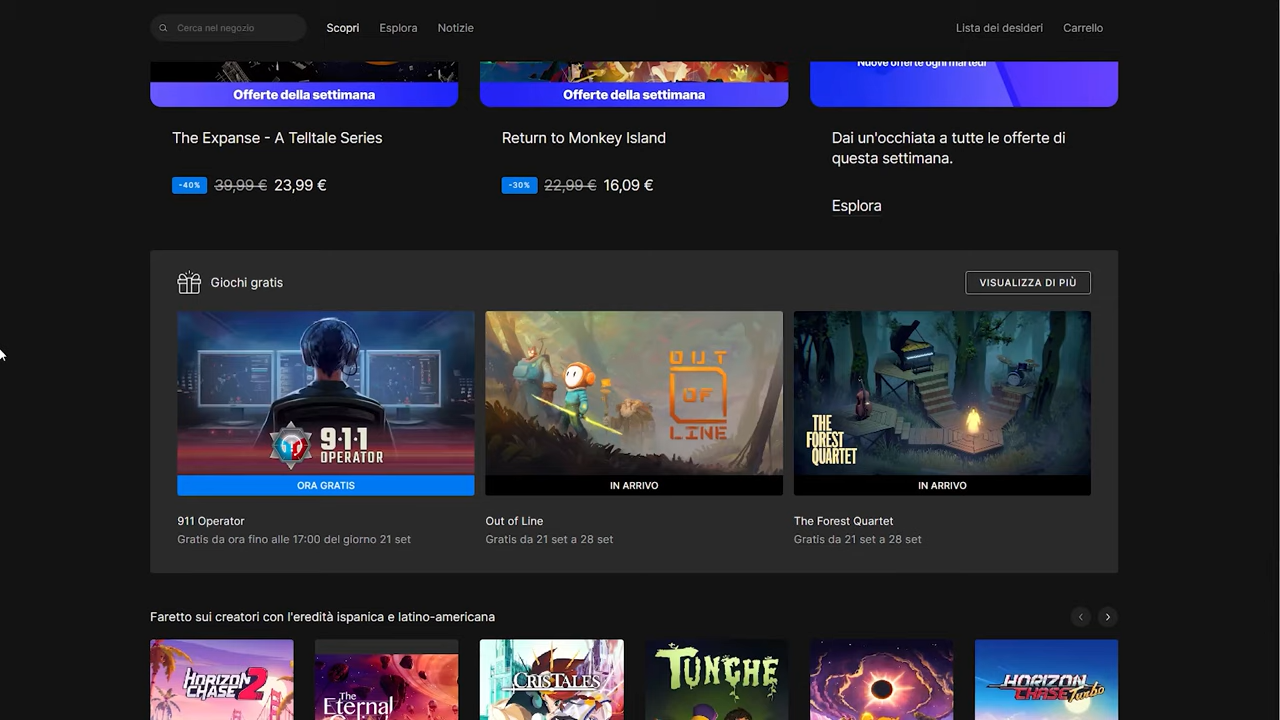 Cerca nel negozio
Scopri
Esplora
Notizie
Lista dei desideri
Carrello
Offerte della settimana
Offerte della settimana
Nuove offerte ogni martedì
The Expanse - A Telltale Series
Return to Monkey Island
Dai un'occhiata a tutte le offerte di
questa settimana.
-40% 39,99 € 23,99 €
-30% 22,99 € 16,09 €
Esplora
Giochi gratis
VISUALIZZA DI PIÙ
9-1-1
OPERATOR
OUT
OF
LINE
THE
FOREST
QUARTET
ORA GRATIS
IN ARRIVO
IN ARRIVO
911 Operator
Gratis da ora fino alle 17:00 del giorno 21 set
Out of Line
Gratis da 21 set a 28 set
The Forest Quartet
Gratis da 21 set a 28 set
Faretto sui creatori con l'eredità ispanica e latino-americana
HORIZON
CHASE 2
The
Eternal
CRIS TALES
TUNCHE
HORIZON
CHASE Turbo